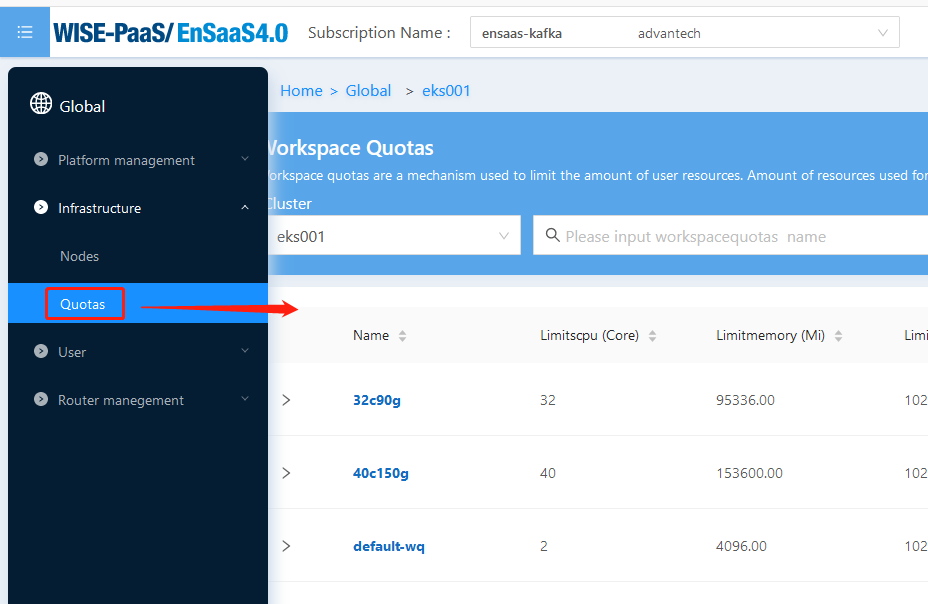 WISE-PaaS/ EnSaaS4.0 Subscription Name : ensaas-kafka advantech
Home > Global > eks001
Global
Workspace Quotas
Platform management
Workspace quotas are a mechanism used to limit the amount of user resources. Amount of resources used for
Infrastructure
Cluster
eks001 Please input workspacequotas name
Nodes
Quotas
Name Limitscpu (Core) Limitmemory (Mi) Limi
User
Router manegement
32c90g 32 95336.00 102
40c150g 40 153600.00 102
default-wq 2 4096.00 102